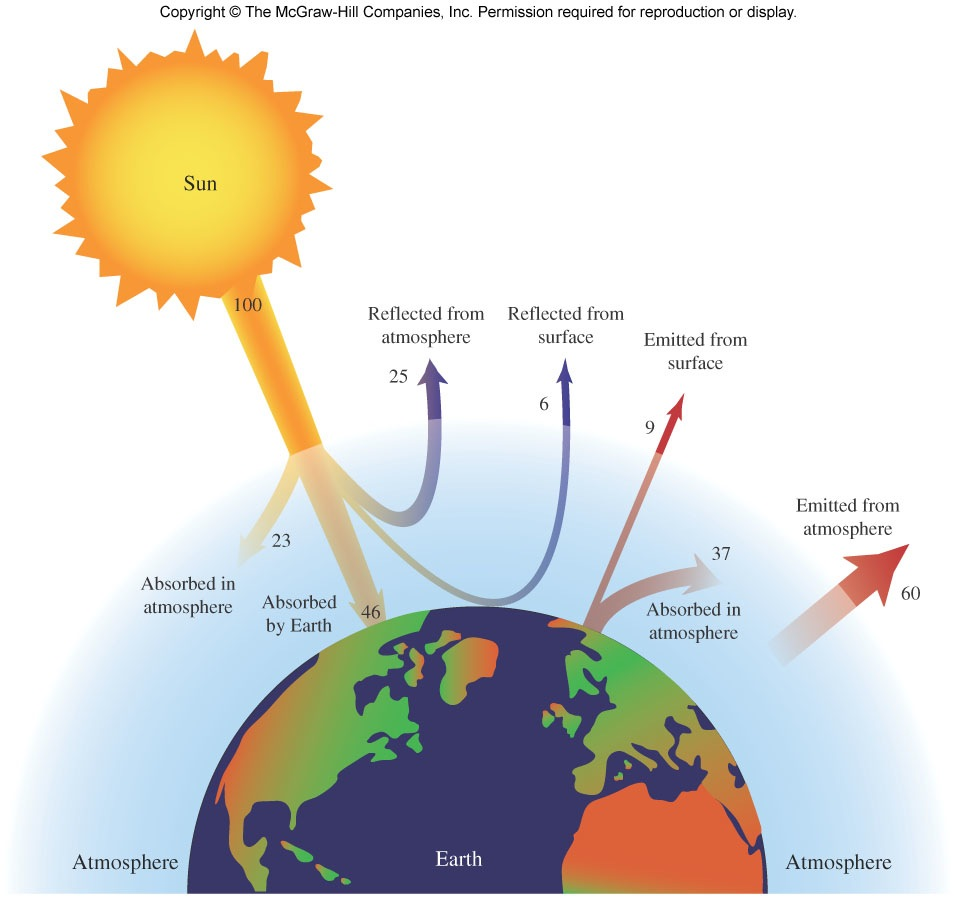 Copyright © The McGraw-Hill Companies, Inc. Permission required for reproduction or display.
Sun
100
Reflected from
atmosphere
25
Reflected from
surface
6
Emitted from
surface
9
Emitted from
atmosphere
60
23
Absorbed in
atmosphere
Absorbed
by Earth
46
37
Absorbed in
atmosphere
Atmosphere
Earth
Atmosphere